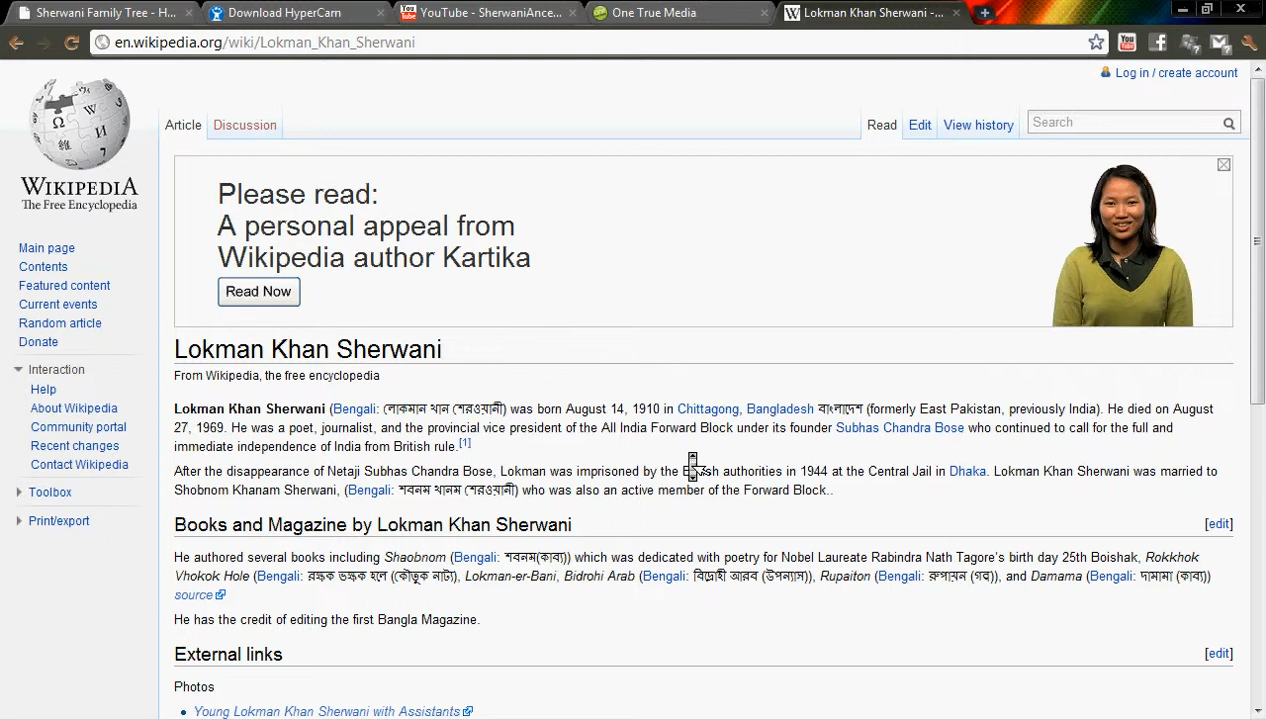 Sherwani Family Tree - H...
Download HyperCam
YouTube - SherwaniAnce...
One True Media
Lokman Khan Sherwani -...
en.wikipedia.org/wiki/Lokman_Khan_Sherwani
Log in / create account
WIKIPEDIA
The Free Encyclopedia
Article
Discussion
Read
Edit
View history
Search
Please read:
A personal appeal from
Wikipedia author Kartika
Read Now
Main page
Contents
Featured content
Current events
Random article
Donate
Interaction
Help
About Wikipedia
Community portal
Recent changes
Contact Wikipedia
Toolbox
Print/export
Lokman Khan Sherwani
From Wikipedia, the free encyclopedia
Lokman Khan Sherwani (Bengali: লোকমান খান শেরওয়ানী) was born August 14, 1910 in Chittagong, Bangladesh বাংলাদেশ (formerly East Pakistan, previously India). He died on August
27, 1969. He was a poet, journalist, and the provincial vice president of the All India Forward Block under its founder Subhas Chandra Bose who continued to call for the full and
immediate independence of India from British rule.[1]
After the disappearance of Netaji Subhas Chandra Bose, Lokman was imprisoned by the British authorities in 1944 at the Central Jail in Dhaka. Lokman Khan Sherwani was married to
Shobnom Khanam Sherwani, (Bengali: শবনম খানম শেরওয়ানী) who was also an active member of the Forward Block..
Books and Magazine by Lokman Khan Sherwani
[edit]
He authored several books including Shaobnom (Bengali: শবনম(কাব্য)) which was dedicated with poetry for Nobel Laureate Rabindra Nath Tagore's birth day 25th Boishak, Rokkhok
Vhokok Hole (Bengali: রক্ষক ভক্ষক হলে (কৌতুক নাট্য), Lokman-er-Bani, Bidrohi Arab (Bengali: বিদ্রোহী আরব (উপন্যাস)), Rupaiton (Bengali: রুপায়ন (গল্প)), and Damama (Bengali: দামামা (কাব্য))
source
He has the credit of editing the first Bangla Magazine.
External links
[edit]
Photos
Young Lokman Khan Sherwani with Assistants